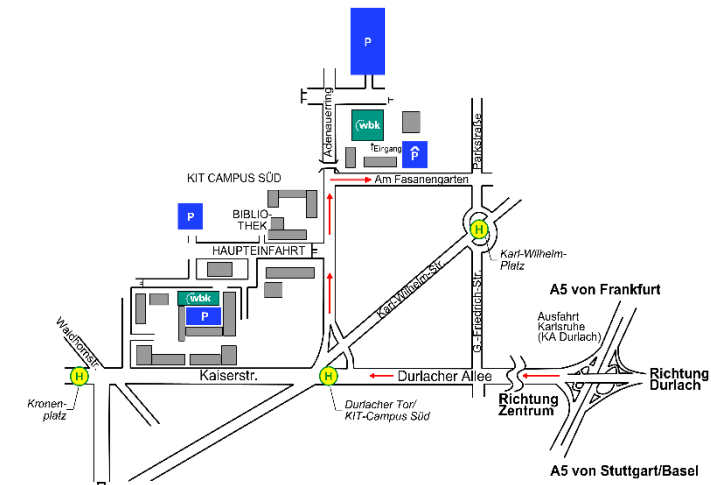 P
Adenauerring
wbk
↑Eingang
P
Parkstraße
KIT CAMPUS SÜD
Am Fasanengarten
P
BIBLIO-
THEK
HAUPTEINFAHRT
H
Karl-Wilhelm-
Platz
Karl-Wilhelm-Str.
G.-Friedrich-Str.
A5 von Frankfurt
wbk
P
Ausfahrt
Karlsruhe
(KA Durlach)
Waldhornstr.
H
Kaiserstr.
H
Durlacher Allee
Richtung
Durlach
Richtung
Zentrum
Kronen-
platz
Durlacher Tor/
KIT-Campus Süd
A5 von Stuttgart/Basel